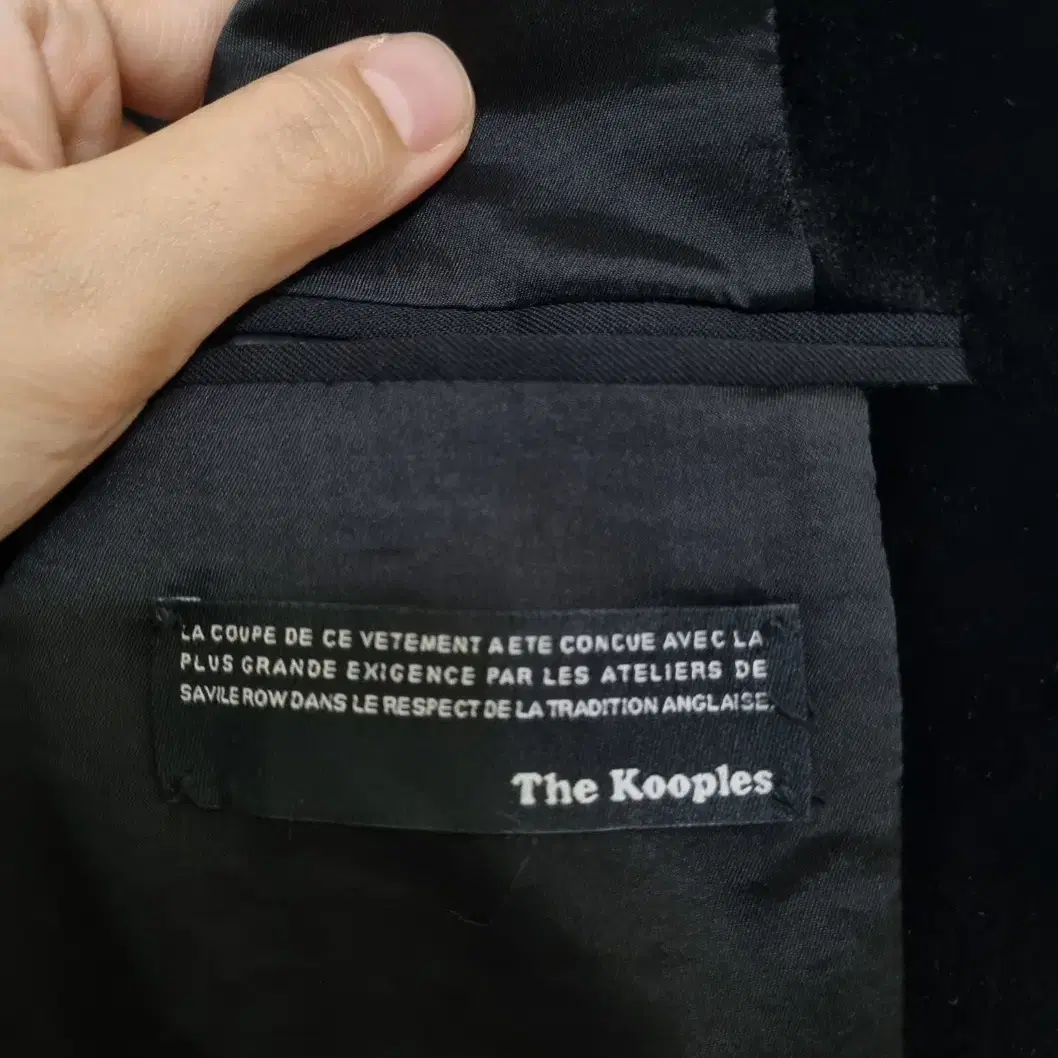 LA COUPE DE CE VETEMENT A ETE CONCUE AVEC LA
PLUS GRANDE EXIGENCE PAR LES ATELIERS DE
SAVILE ROW DANS LE RESPECT DE LA TRADITION ANGLAISE.
The Kooples